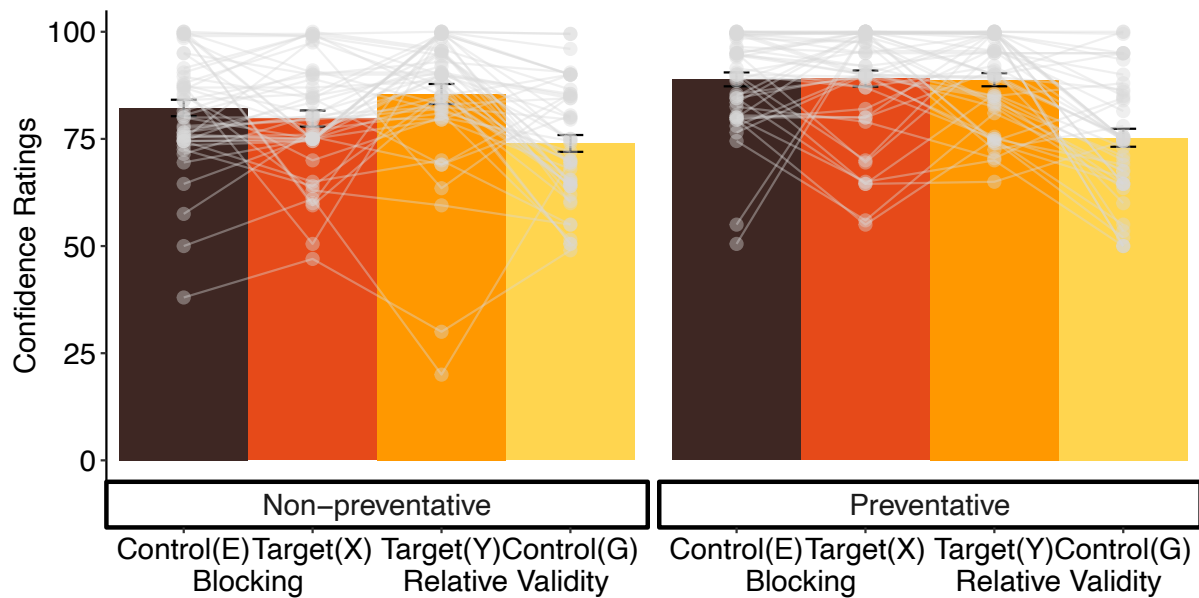 Confidence Ratings
100
75
50
25
0
Non−preventative
Preventative
Control(E) Target(X) Target(Y) Control(G)
Blocking Relative Validity
Control(E) Target(X) Target(Y) Control(G)
Blocking Relative Validity